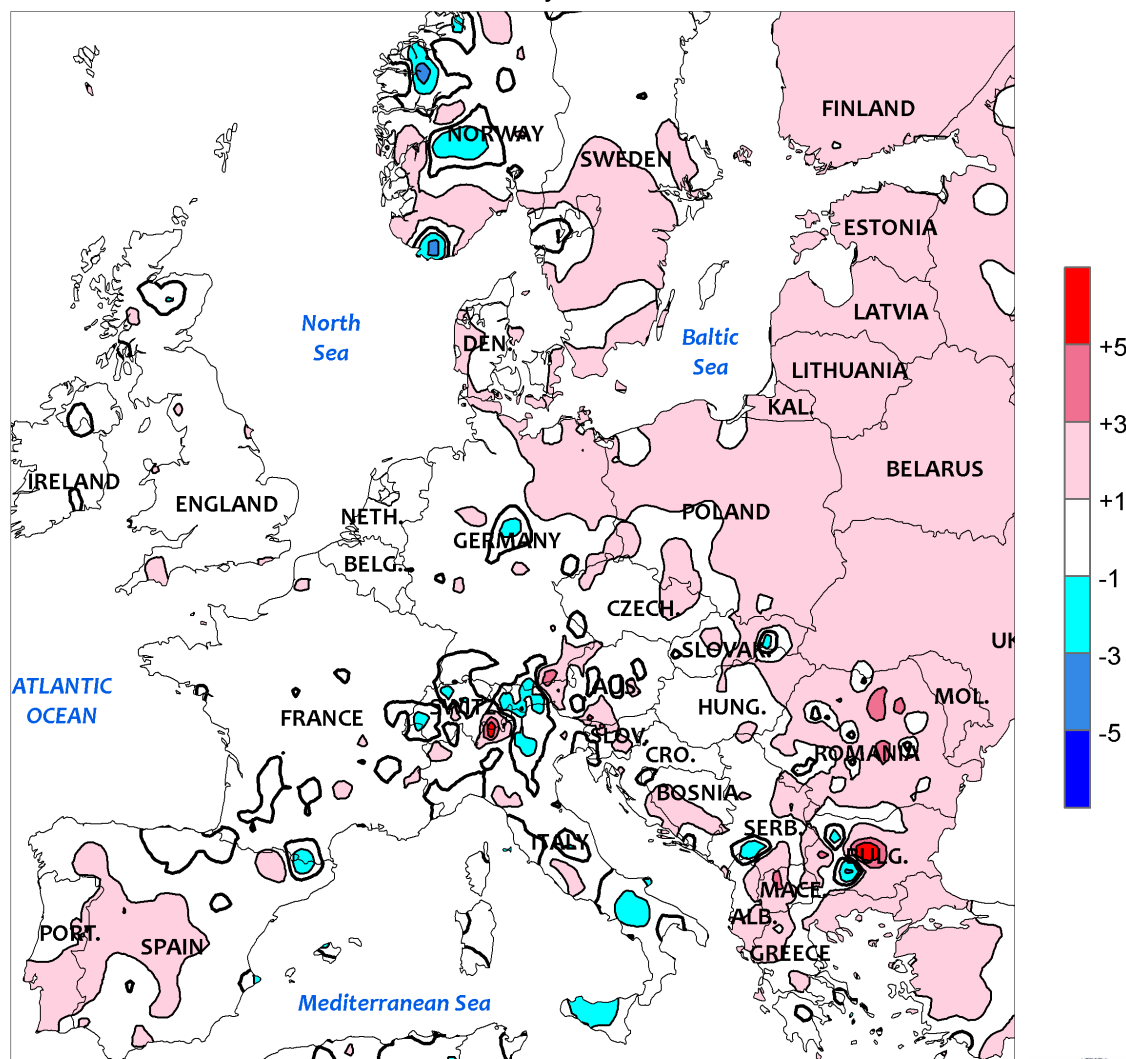 FINLAND
NORWAY
SWEDEN
ESTONIA
LATVIA
North
Sea
DEN.
Baltic
Sea
LITHUANIA
KAL.
BELARUS
IRELAND
ENGLAND
NETH.
GERMANY
POLAND
BELG.
CZECH.
SLOVAK.
UK
ATLANTIC
OCEAN
FRANCE
SWITZ.
AUS.
HUNG.
MOL.
SLOV.
CRO.
ROMANIA
BOSNIA
SERB.
ITALY
BULG.
MACE.
ALB.
PORT.
SPAIN
GREECE
Mediterranean Sea
+5
+3
+1
-1
-3
-5